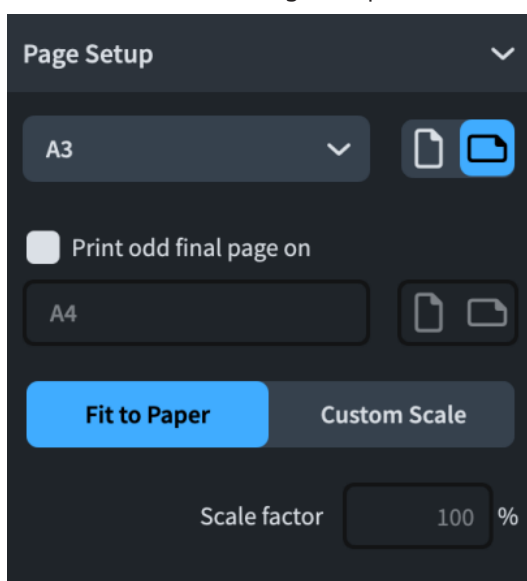 Page Setup
A3
Print odd final page on
A4
Fit to Paper Custom Scale
Scale factor 100 %